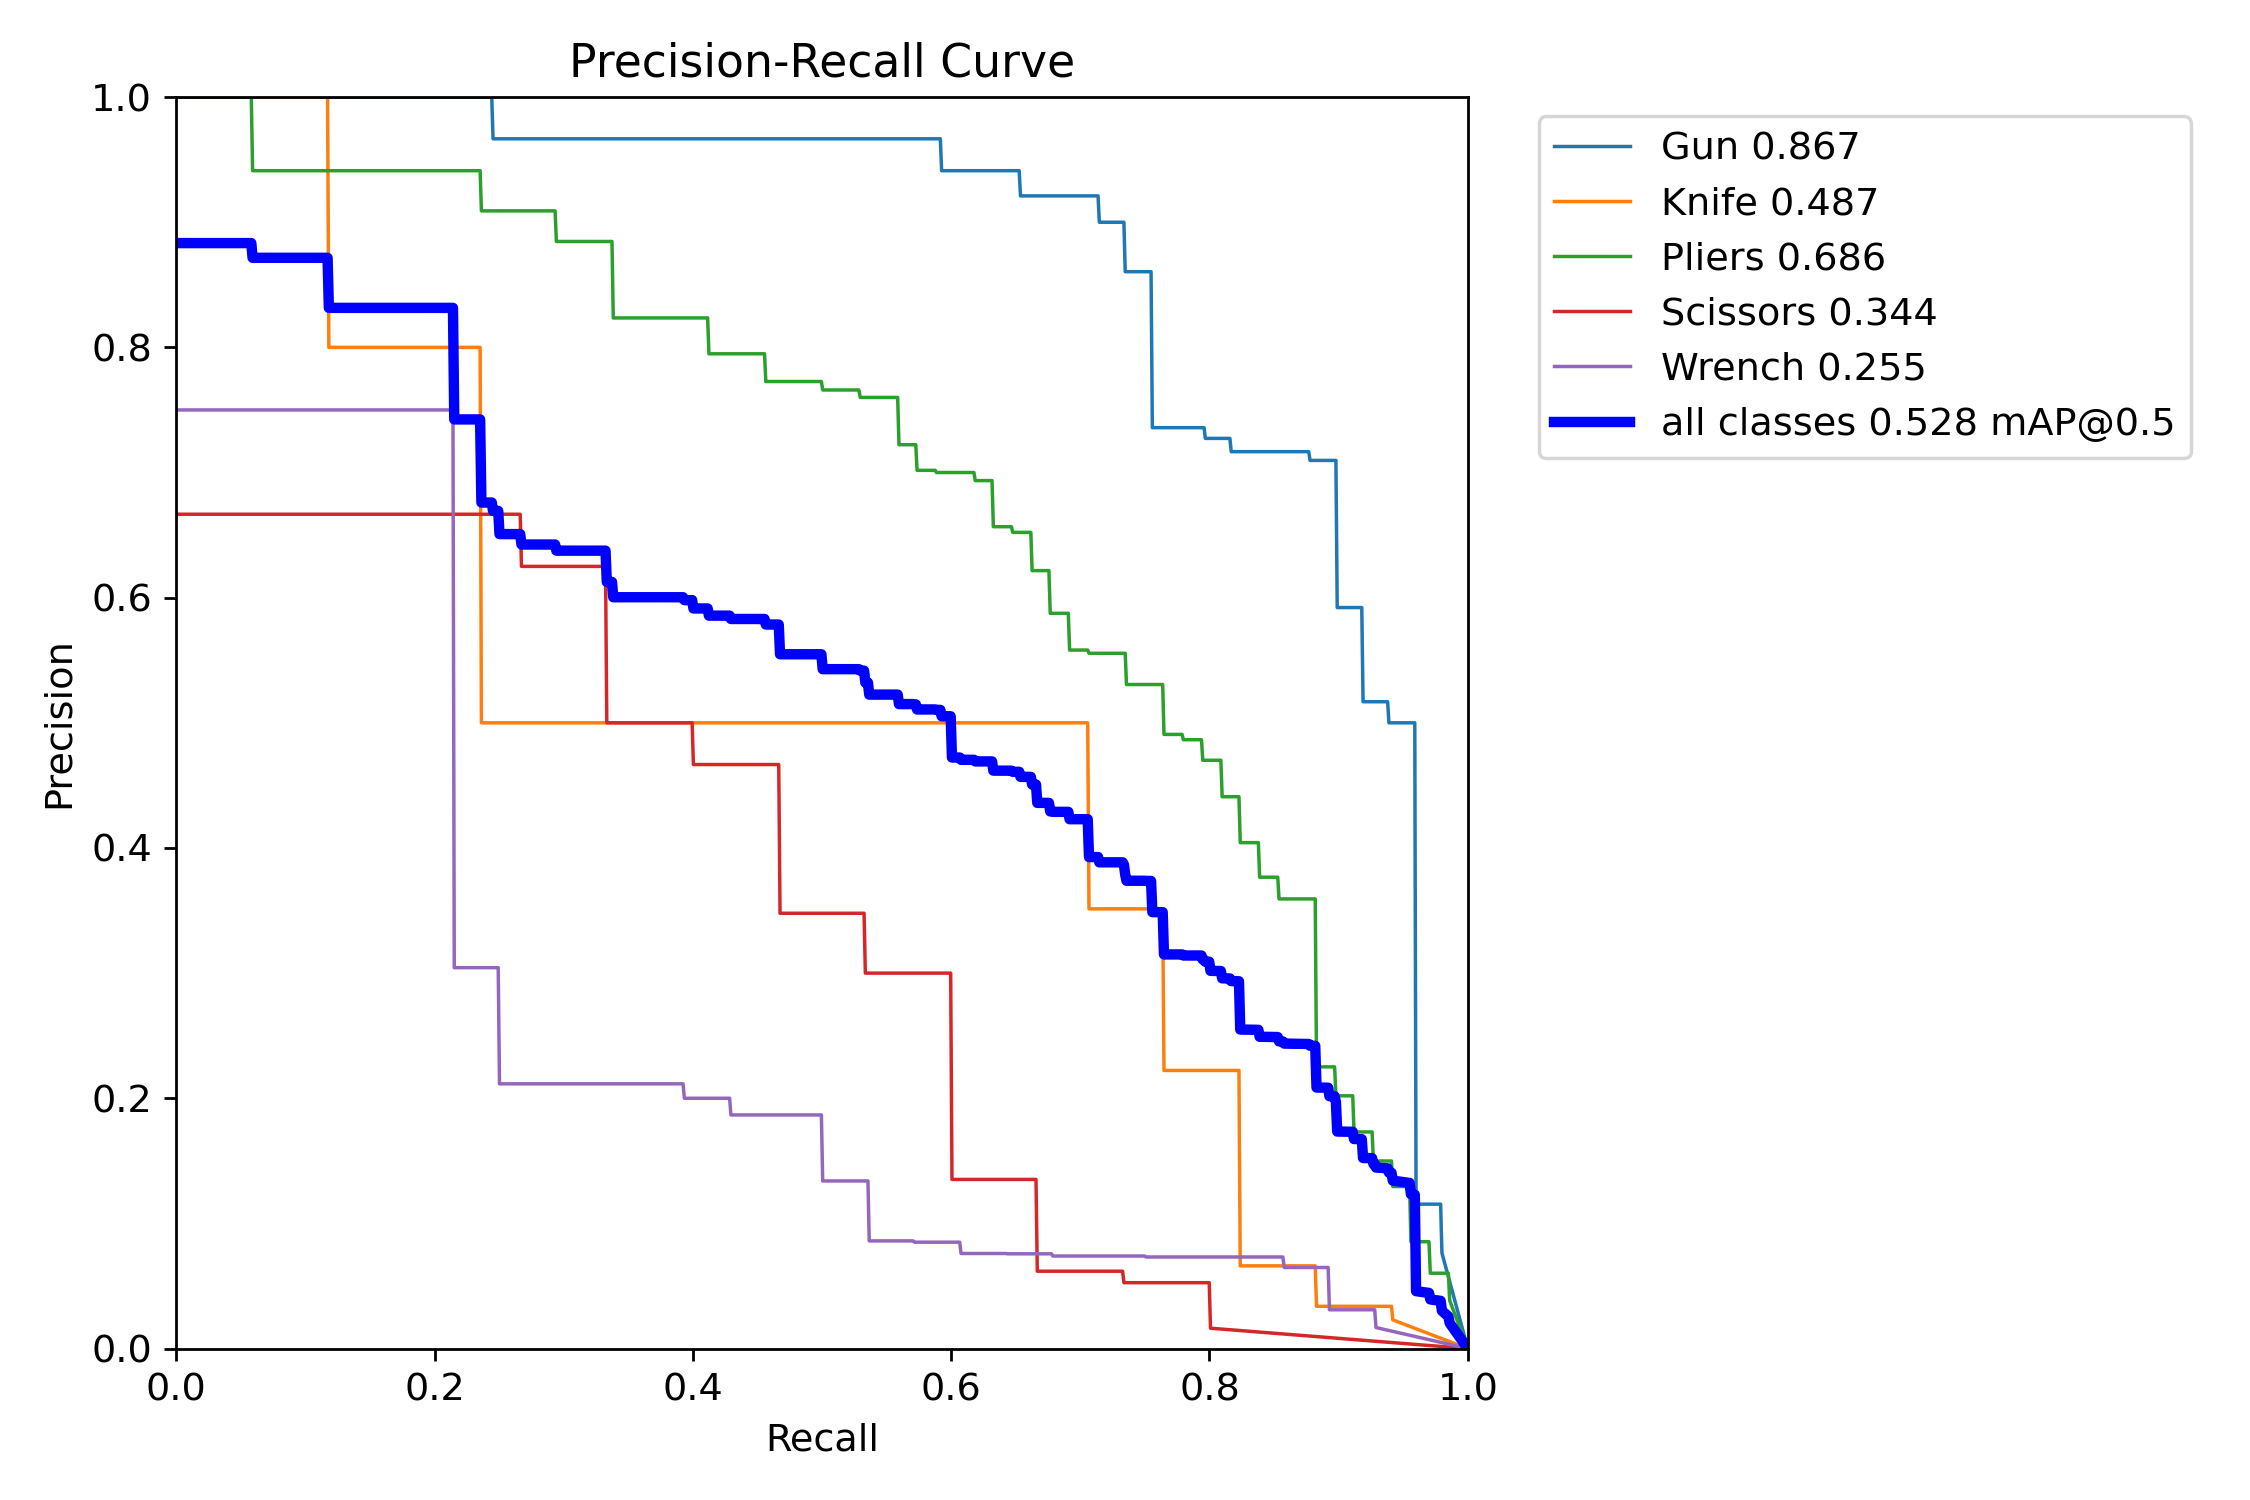 Precision-Recall Curve
1.0
0.8
0.6
0.4
0.2
0.0
Precision
0.0 0.2 0.4 0.6 0.8 1.0
Recall
Gun 0.867
Knife 0.487
Pliers 0.686
Scissors 0.344
Wrench 0.255
all classes 0.528 mAP@0.5